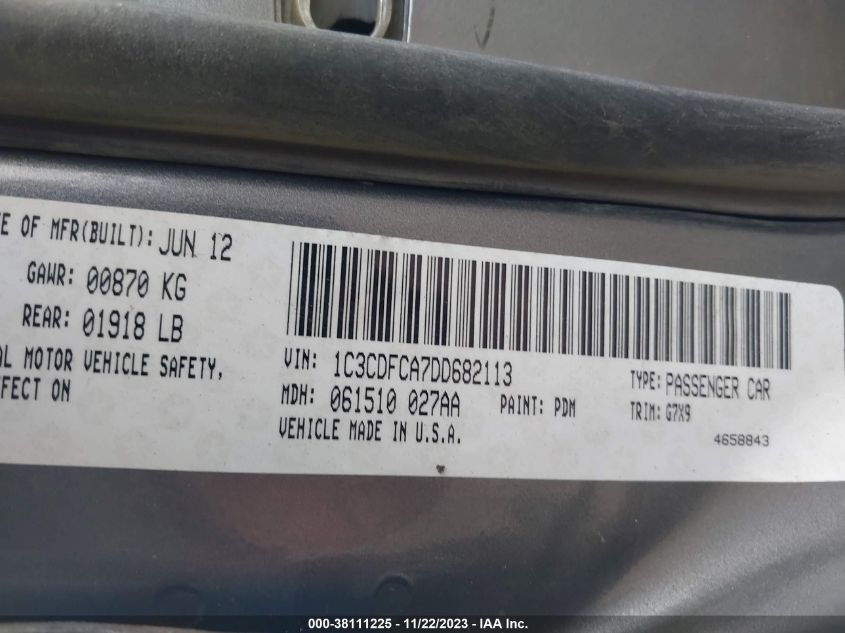 E OF MFR(BUILT): JUN 12
GAWR: 00870 KG
REAR: 01918 LB
MOTOR VEHICLE SAFETY,
FFECT ON
VIN: 1C3CDFCA7DD682113
TYPE: PASSENGER CAR
MDH: 061510 027AA
PAINT: PDM
TRIM: G7X9
VEHICLE MADE IN U.S.A.
4658843
000-38111225 - 11/22/2023 - IAA Inc.